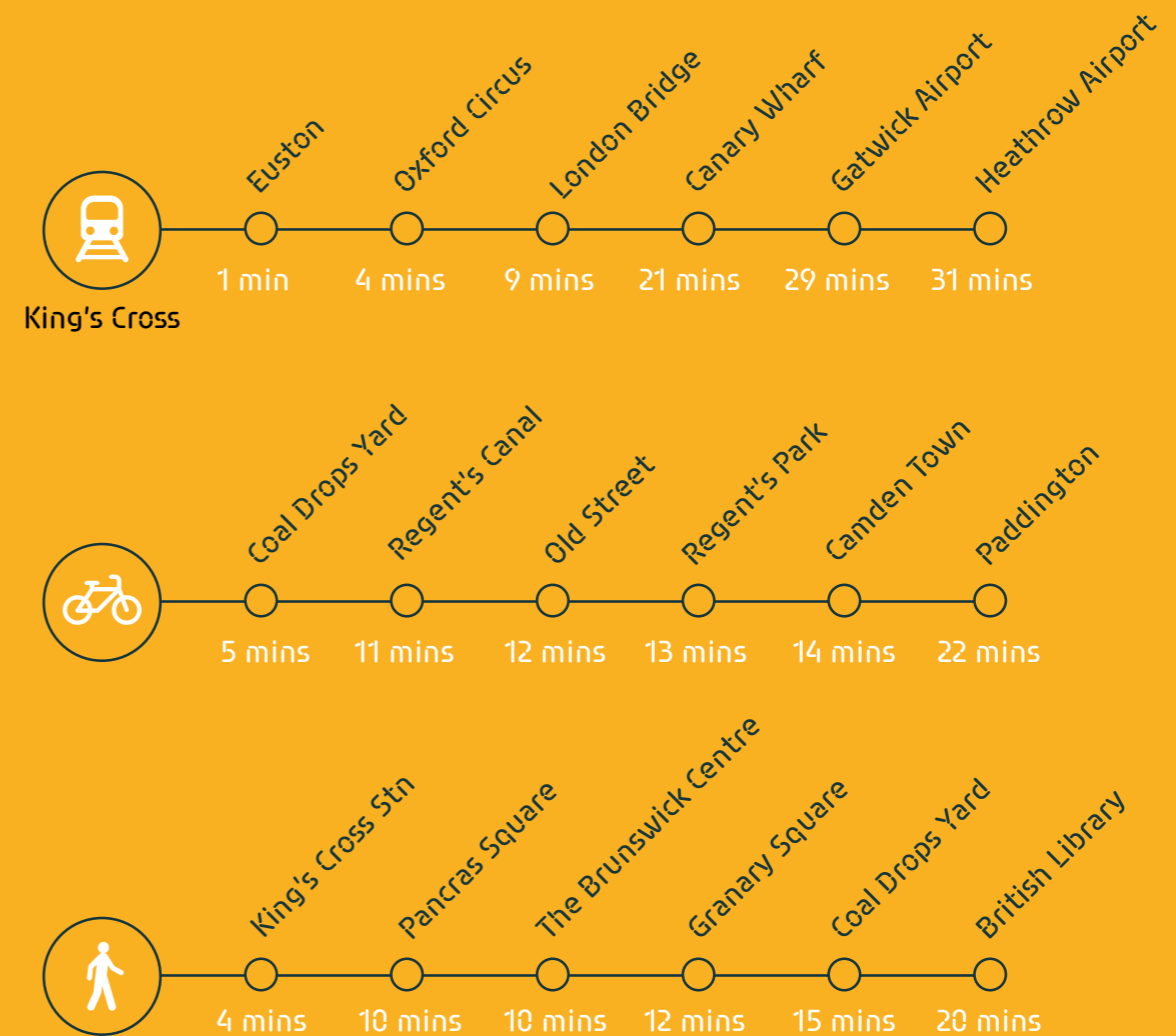 Euston
Oxford Circus
London Bridge
Canary Wharf
Gatwick Airport
Heathrow Airport
1 min
4 mins
9 mins
21 mins
29 mins
31 mins
King's Cross
Coal Drops Yard
Regent's Canal
Old Street
Regent's Park
Camden Town
Paddington
5 mins
11 mins
12 mins
13 mins
14 mins
22 mins
King's Cross Stn
Pancras Square
The Brunswick Centre
Granary Square
Coal Drops Yard
British Library
4 mins
10 mins
10 mins
12 mins
15 mins
20 mins